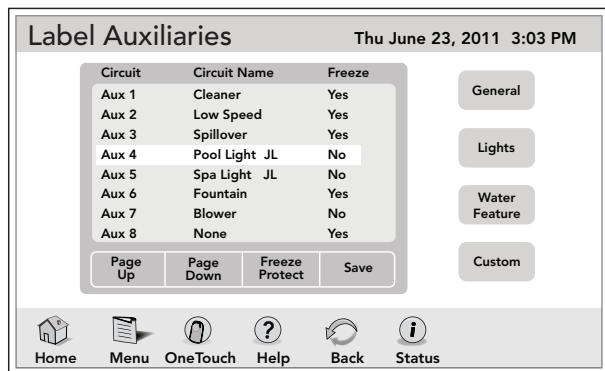 Label Auxiliaries Thu June 23, 2011 3:03 PM
Circuit Circuit Name Freeze
Aux 1 Cleaner Yes
Aux 2 Low Speed Yes
Aux 3 Spillover Yes
Aux 4 Pool Light JL No
Aux 5 Spa Light JL No
Aux 6 Fountain Yes
Aux 7 Blower No
Aux 8 None Yes
Page Up Page Down Freeze Protect Save
General
Lights
Water
Feature
Custom
Home Menu OneTouch Help Back Status
? i